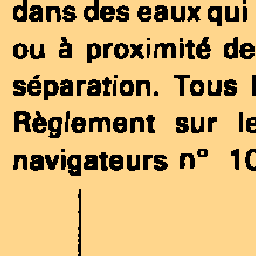 dans des eaux qui
ou à proximité de
séparation. Tous
Règlement sur le
navigateurs n° 10